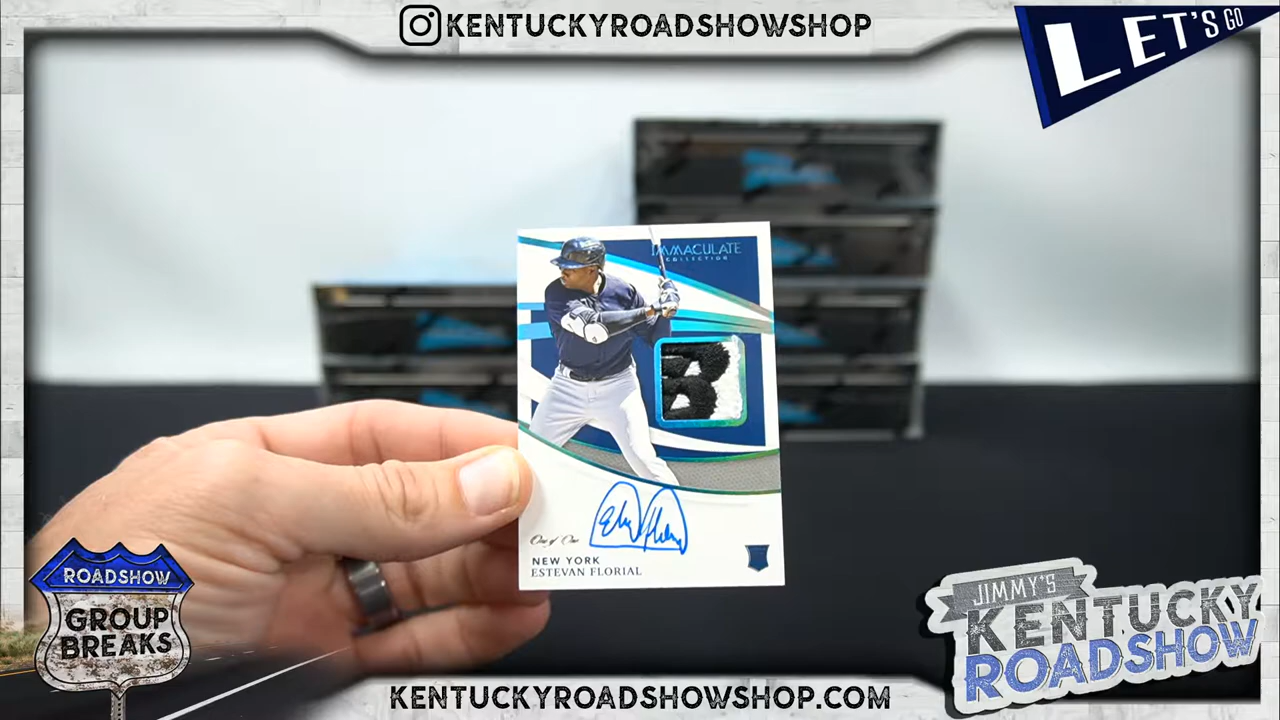 KENTUCKYROADSHOWSHOP
LET'S GO
IMMACULATE
COLLECTION
B
One of One
NEW YORK
ESTEVAN FLORIAL
ROADSHOW
GROUP
BREAKS
JIMMY'S
KENTUCKY
ROADSHOW
KENTUCKYROADSHOWSHOP.COM